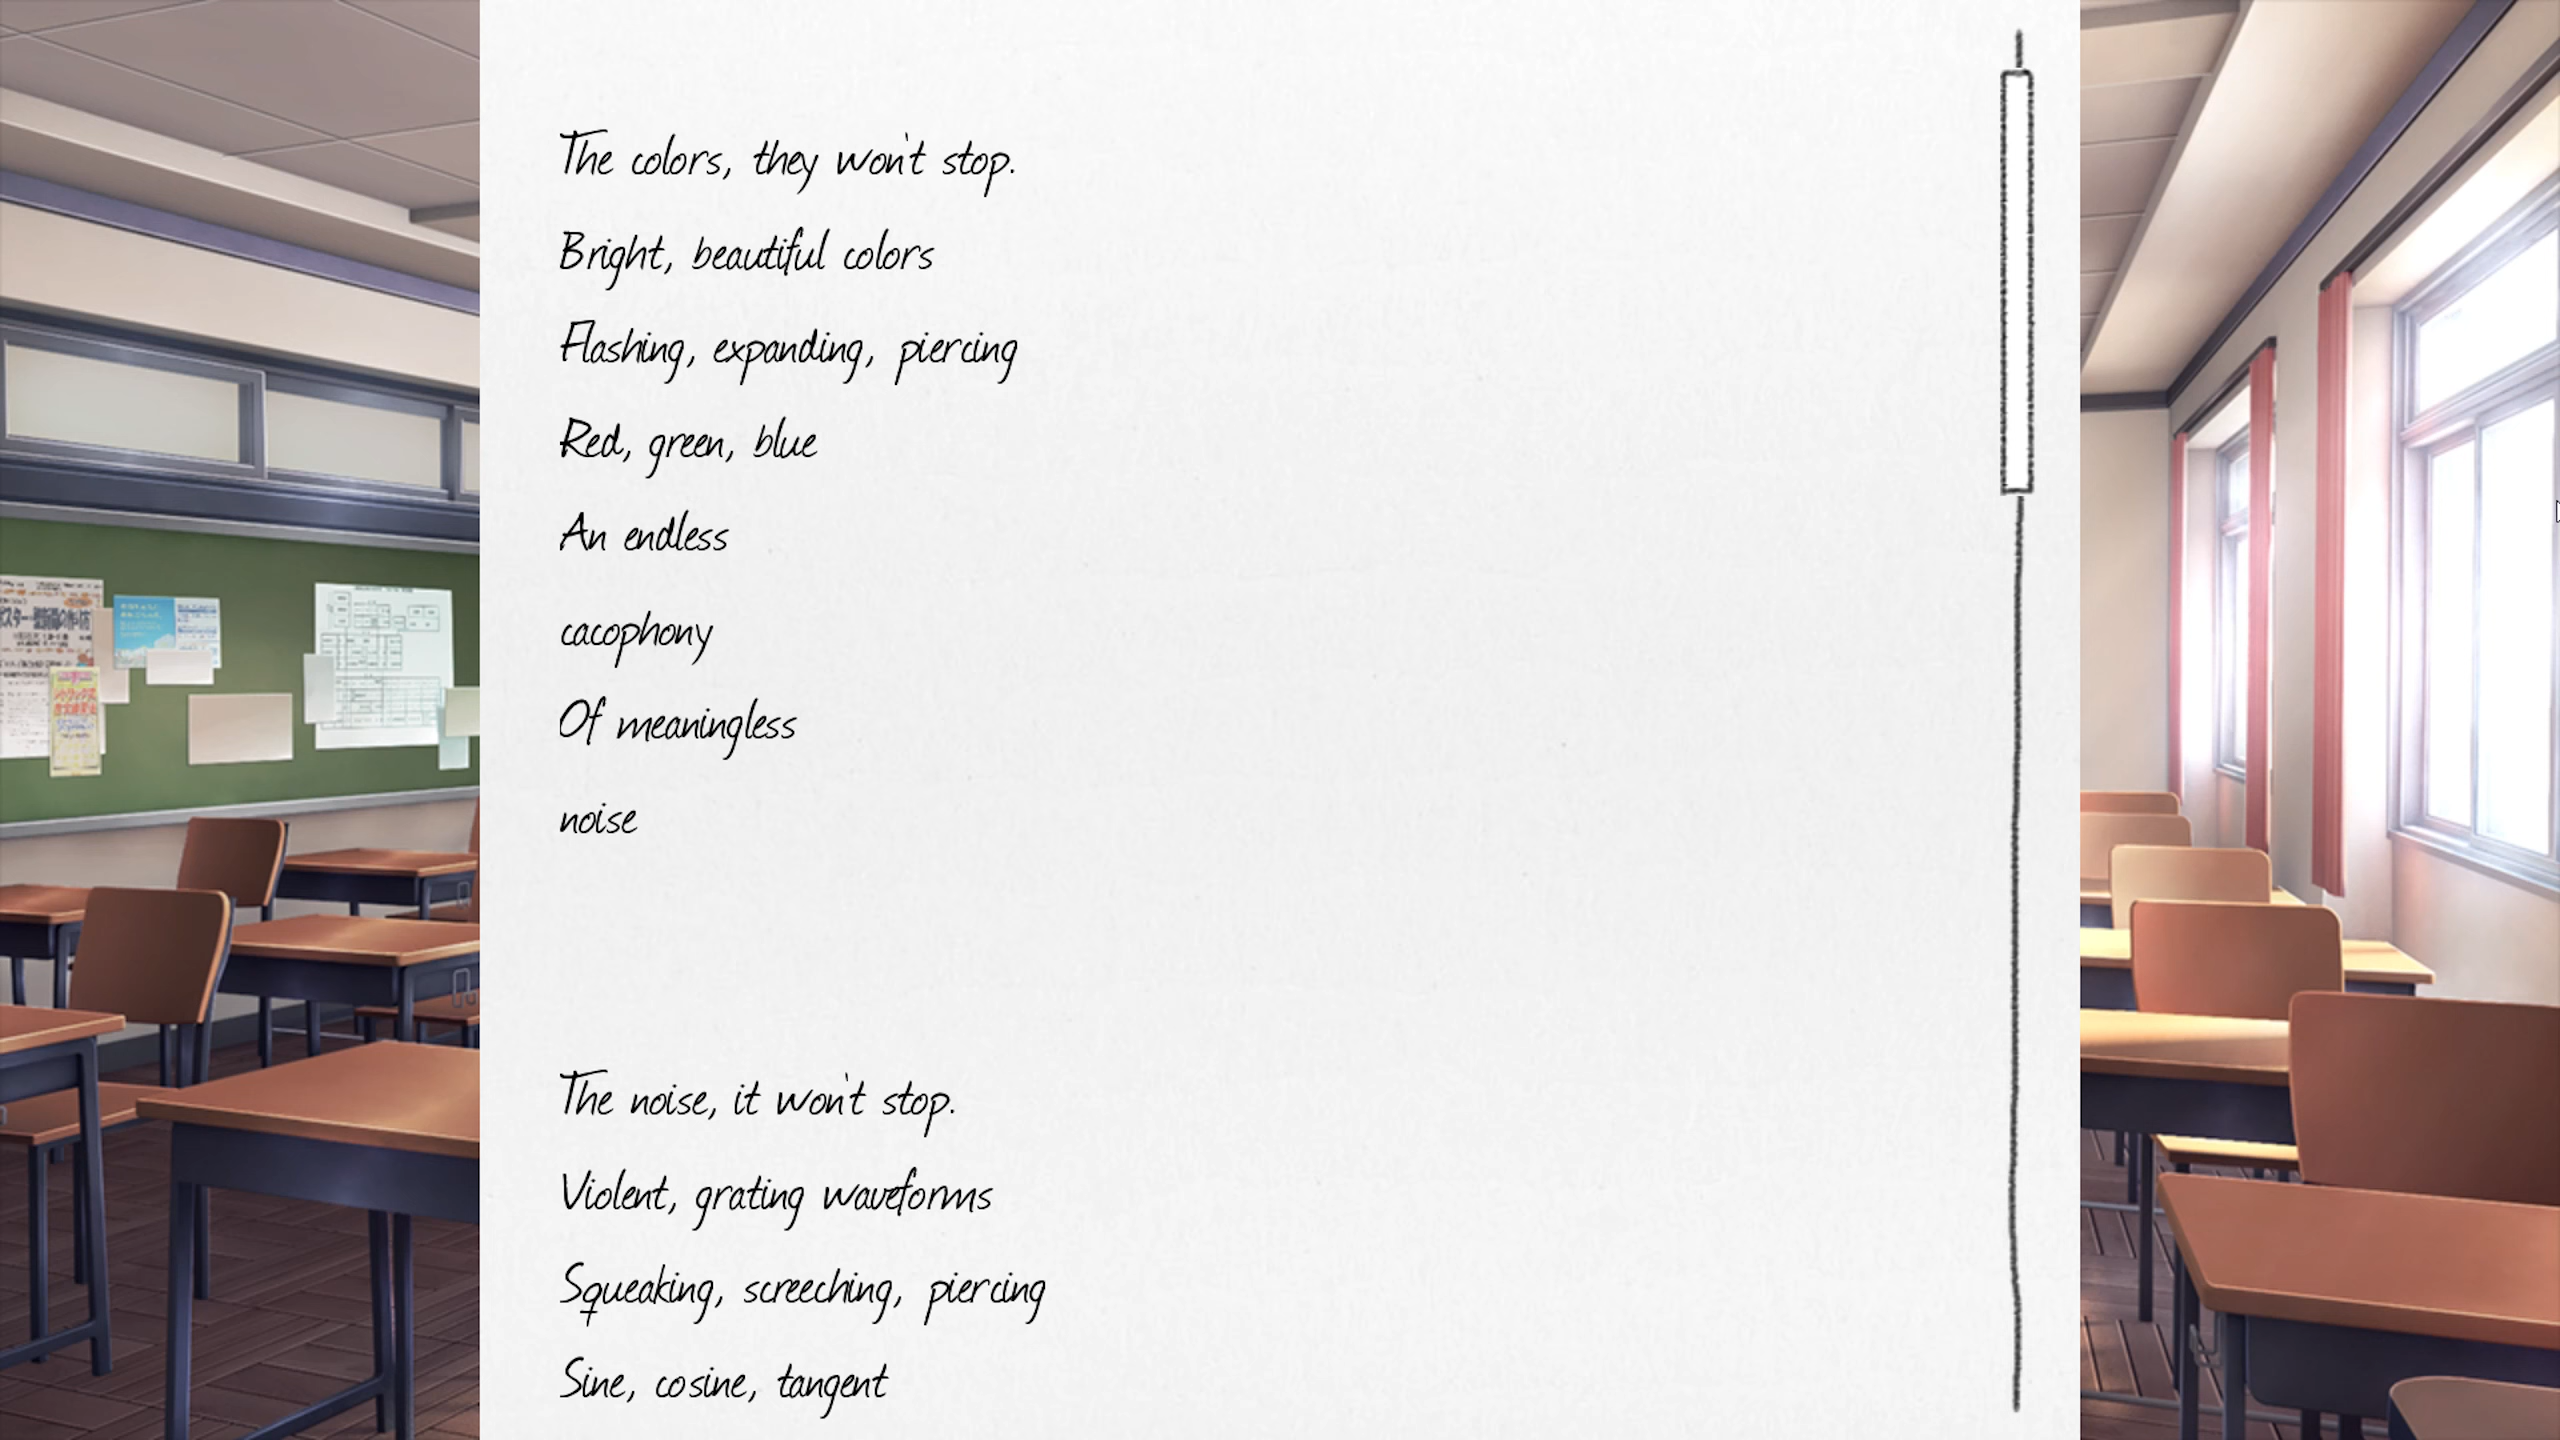 The colors, they won't stop.
Bright, beautiful colors
Flashing, expanding, piercing
Red, green, blue
An endless
cacophony
Of meaningless
noise
The noise, it won't stop.
Violent, grating waveforms
Squeaking, screeching, piercing
Sine, cosine, tangent